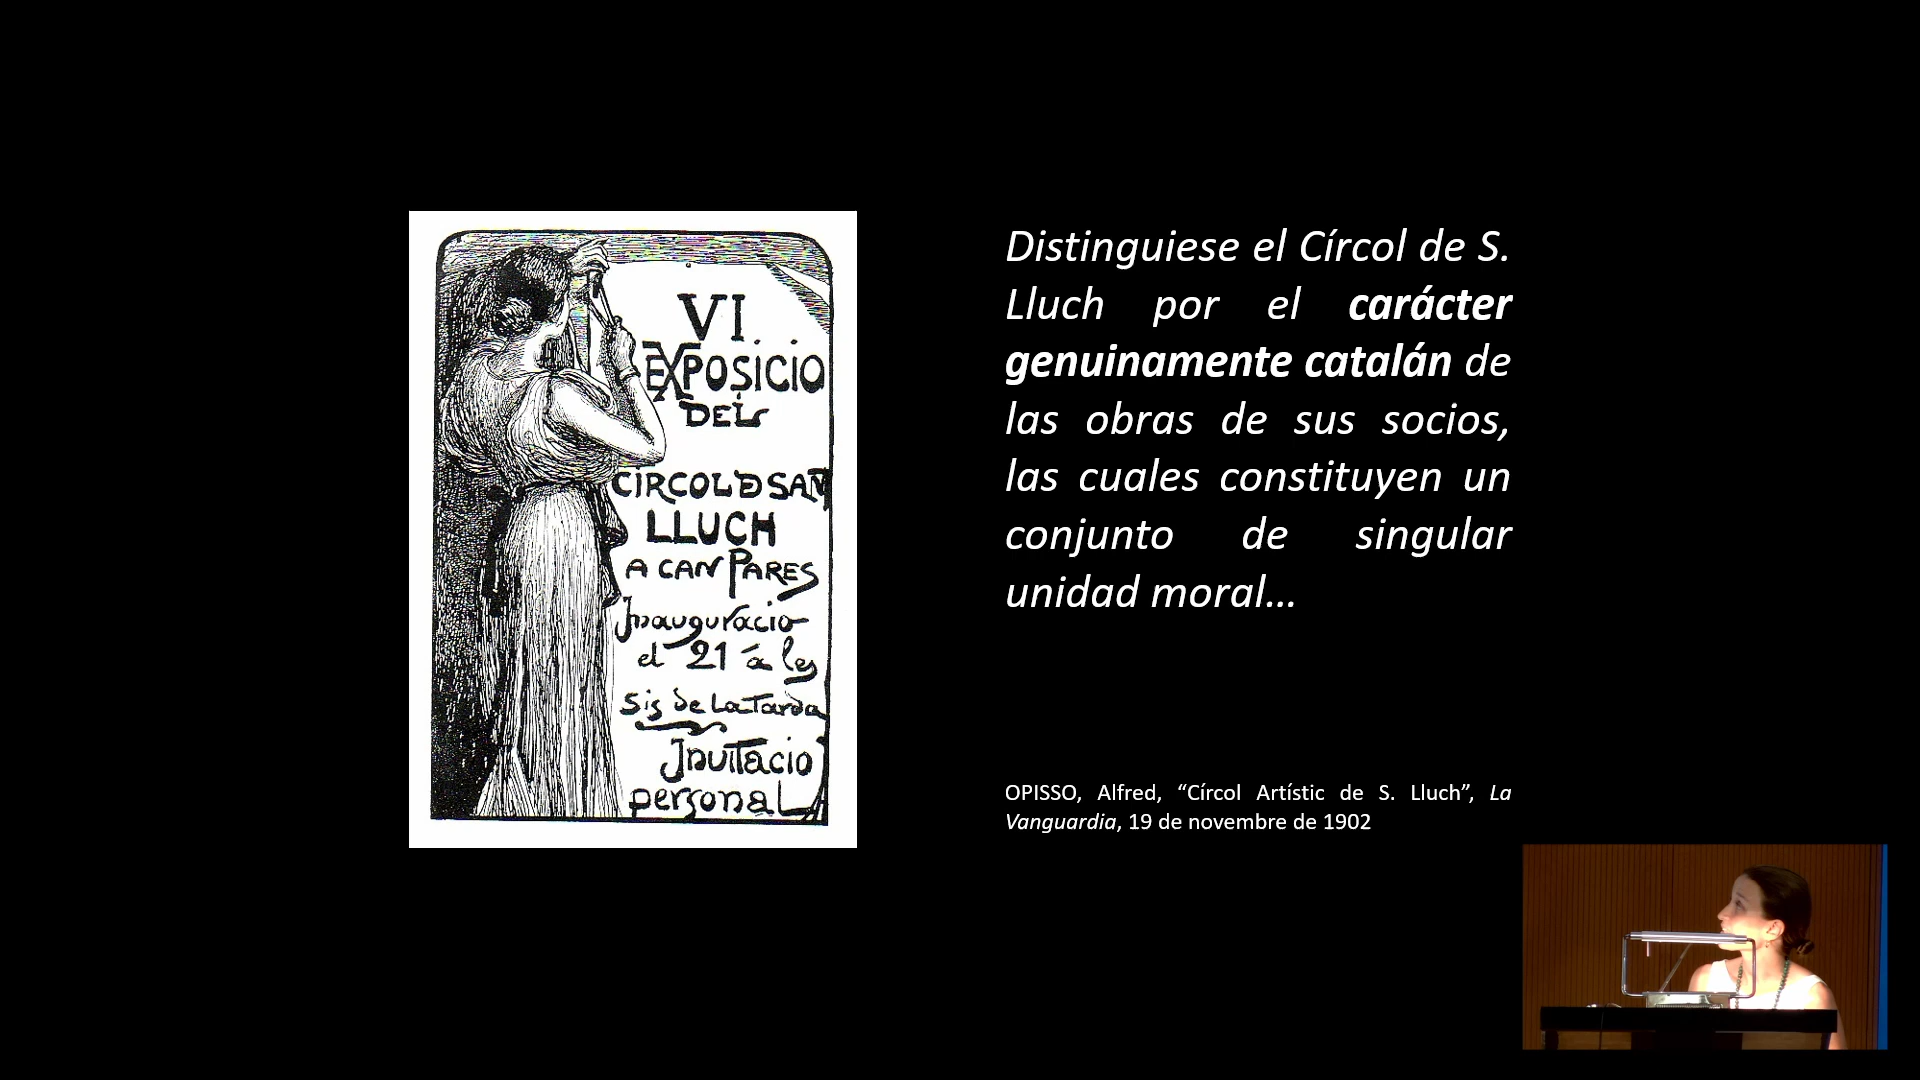 VI
EXPOSICIO
DEL
CIRCOL D SANT
LLUCH
A CAN PARES
Inauguracio
el 21 á les
sis de la Tarda
Invitacio
personal
Distinguiese el Círcol de S.
Lluch por el carácter
genuinamente catalán de
las obras de sus socios,
las cuales constituyen un
conjunto de singular
unidad moral...
OPISSO, Alfred, “Círcol Artístic de S. Lluch”, La
Vanguardia, 19 de novembre de 1902